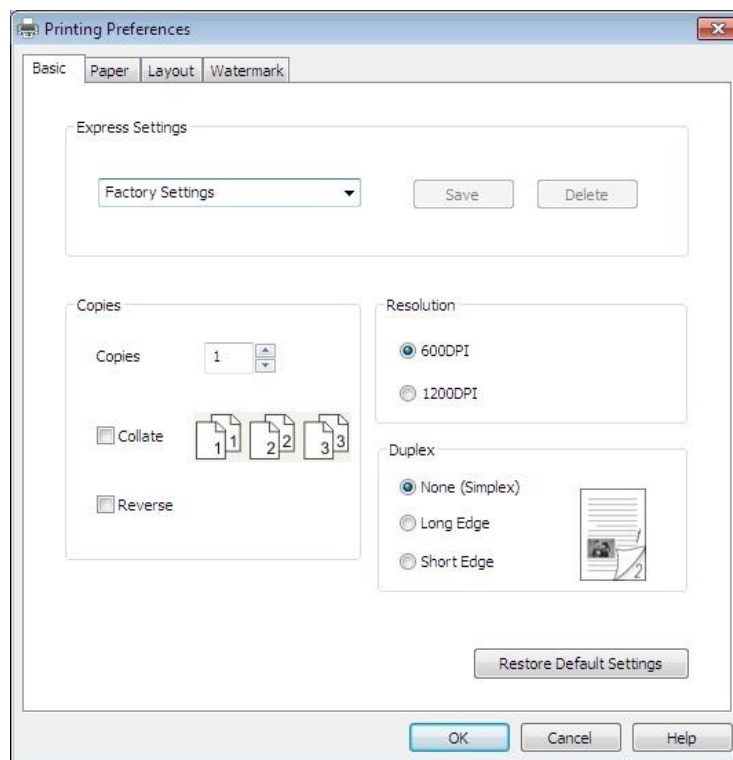 Printing Preferences
Basic Paper Layout Watermark
Express Settings
Factory Settings Save Delete
Copies
Copies 1
Collate 1 1 2 2 3 3
Reverse
Resolution
600DPI
1200DPI
Duplex
None (Simplex)
Long Edge
Short Edge
1
2
Restore Default Settings
OK Cancel Help